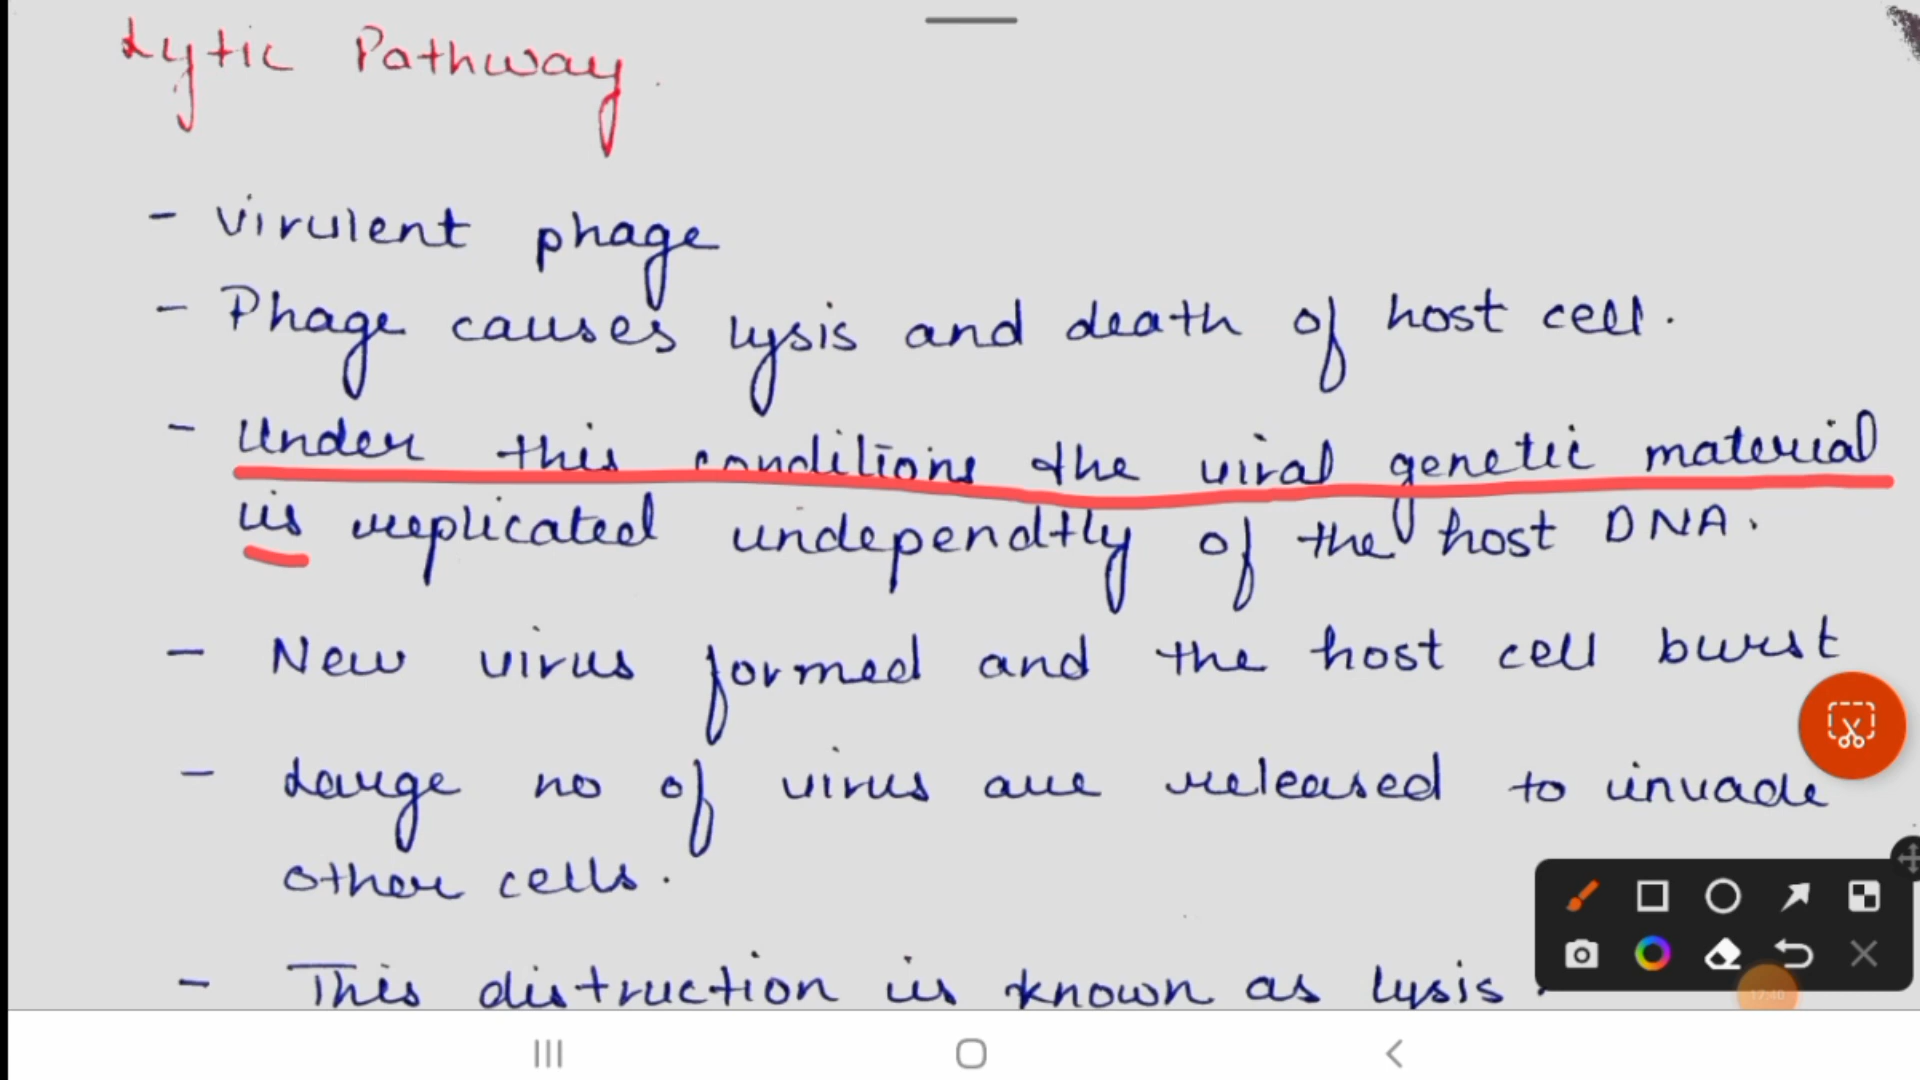 Lytic Pathway.
- Virulent phage
- Phage causes lysis and death of host cell.
- Under this conditions the viral genetic material
is replicated independtly of the host DNA.
- New virus formed and the host cell burst
- Large no of virus are released to invade
other cells.
- This distruction is known as lysis.
17:40